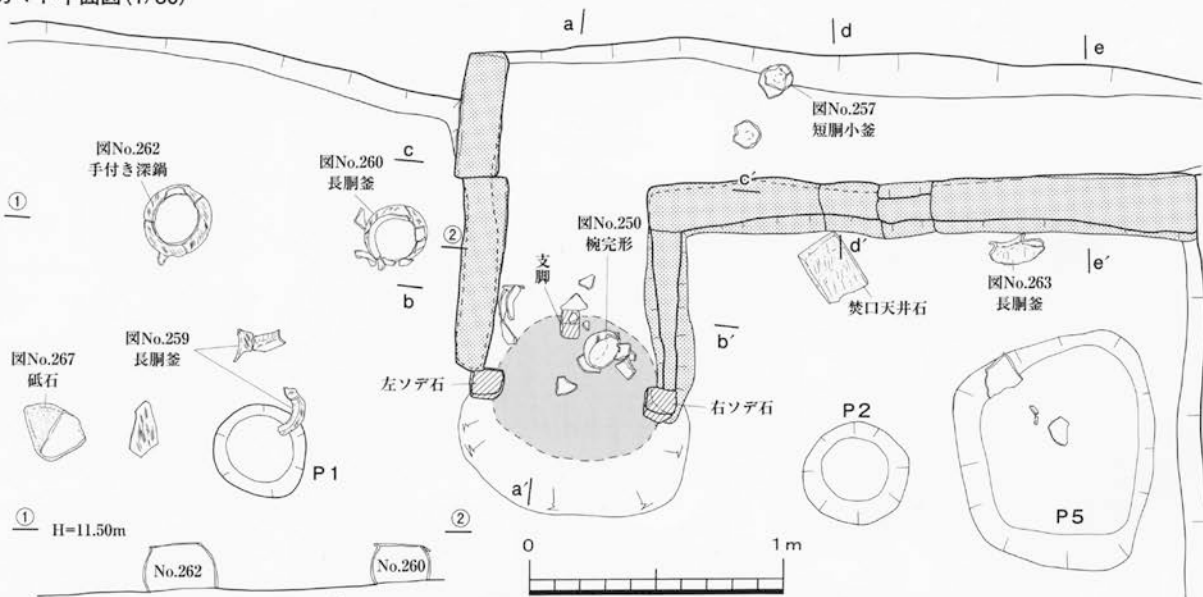 平面図(1/30)
a
d
e
図No.257
短胴小釜
図No.262
手付き深鍋
図No.260
長胴釜
c
c′
①
②
図No.250
椀完形
支脚
d′
e′
焚口天井石
図No.263
長胴釜
b
b′
図No.259
長胴釜
図No.267
砥石
左ソデ石
右ソデ石
P1
P2
P5
a′
① H=11.50m
②
No.262
No.260
0
1m